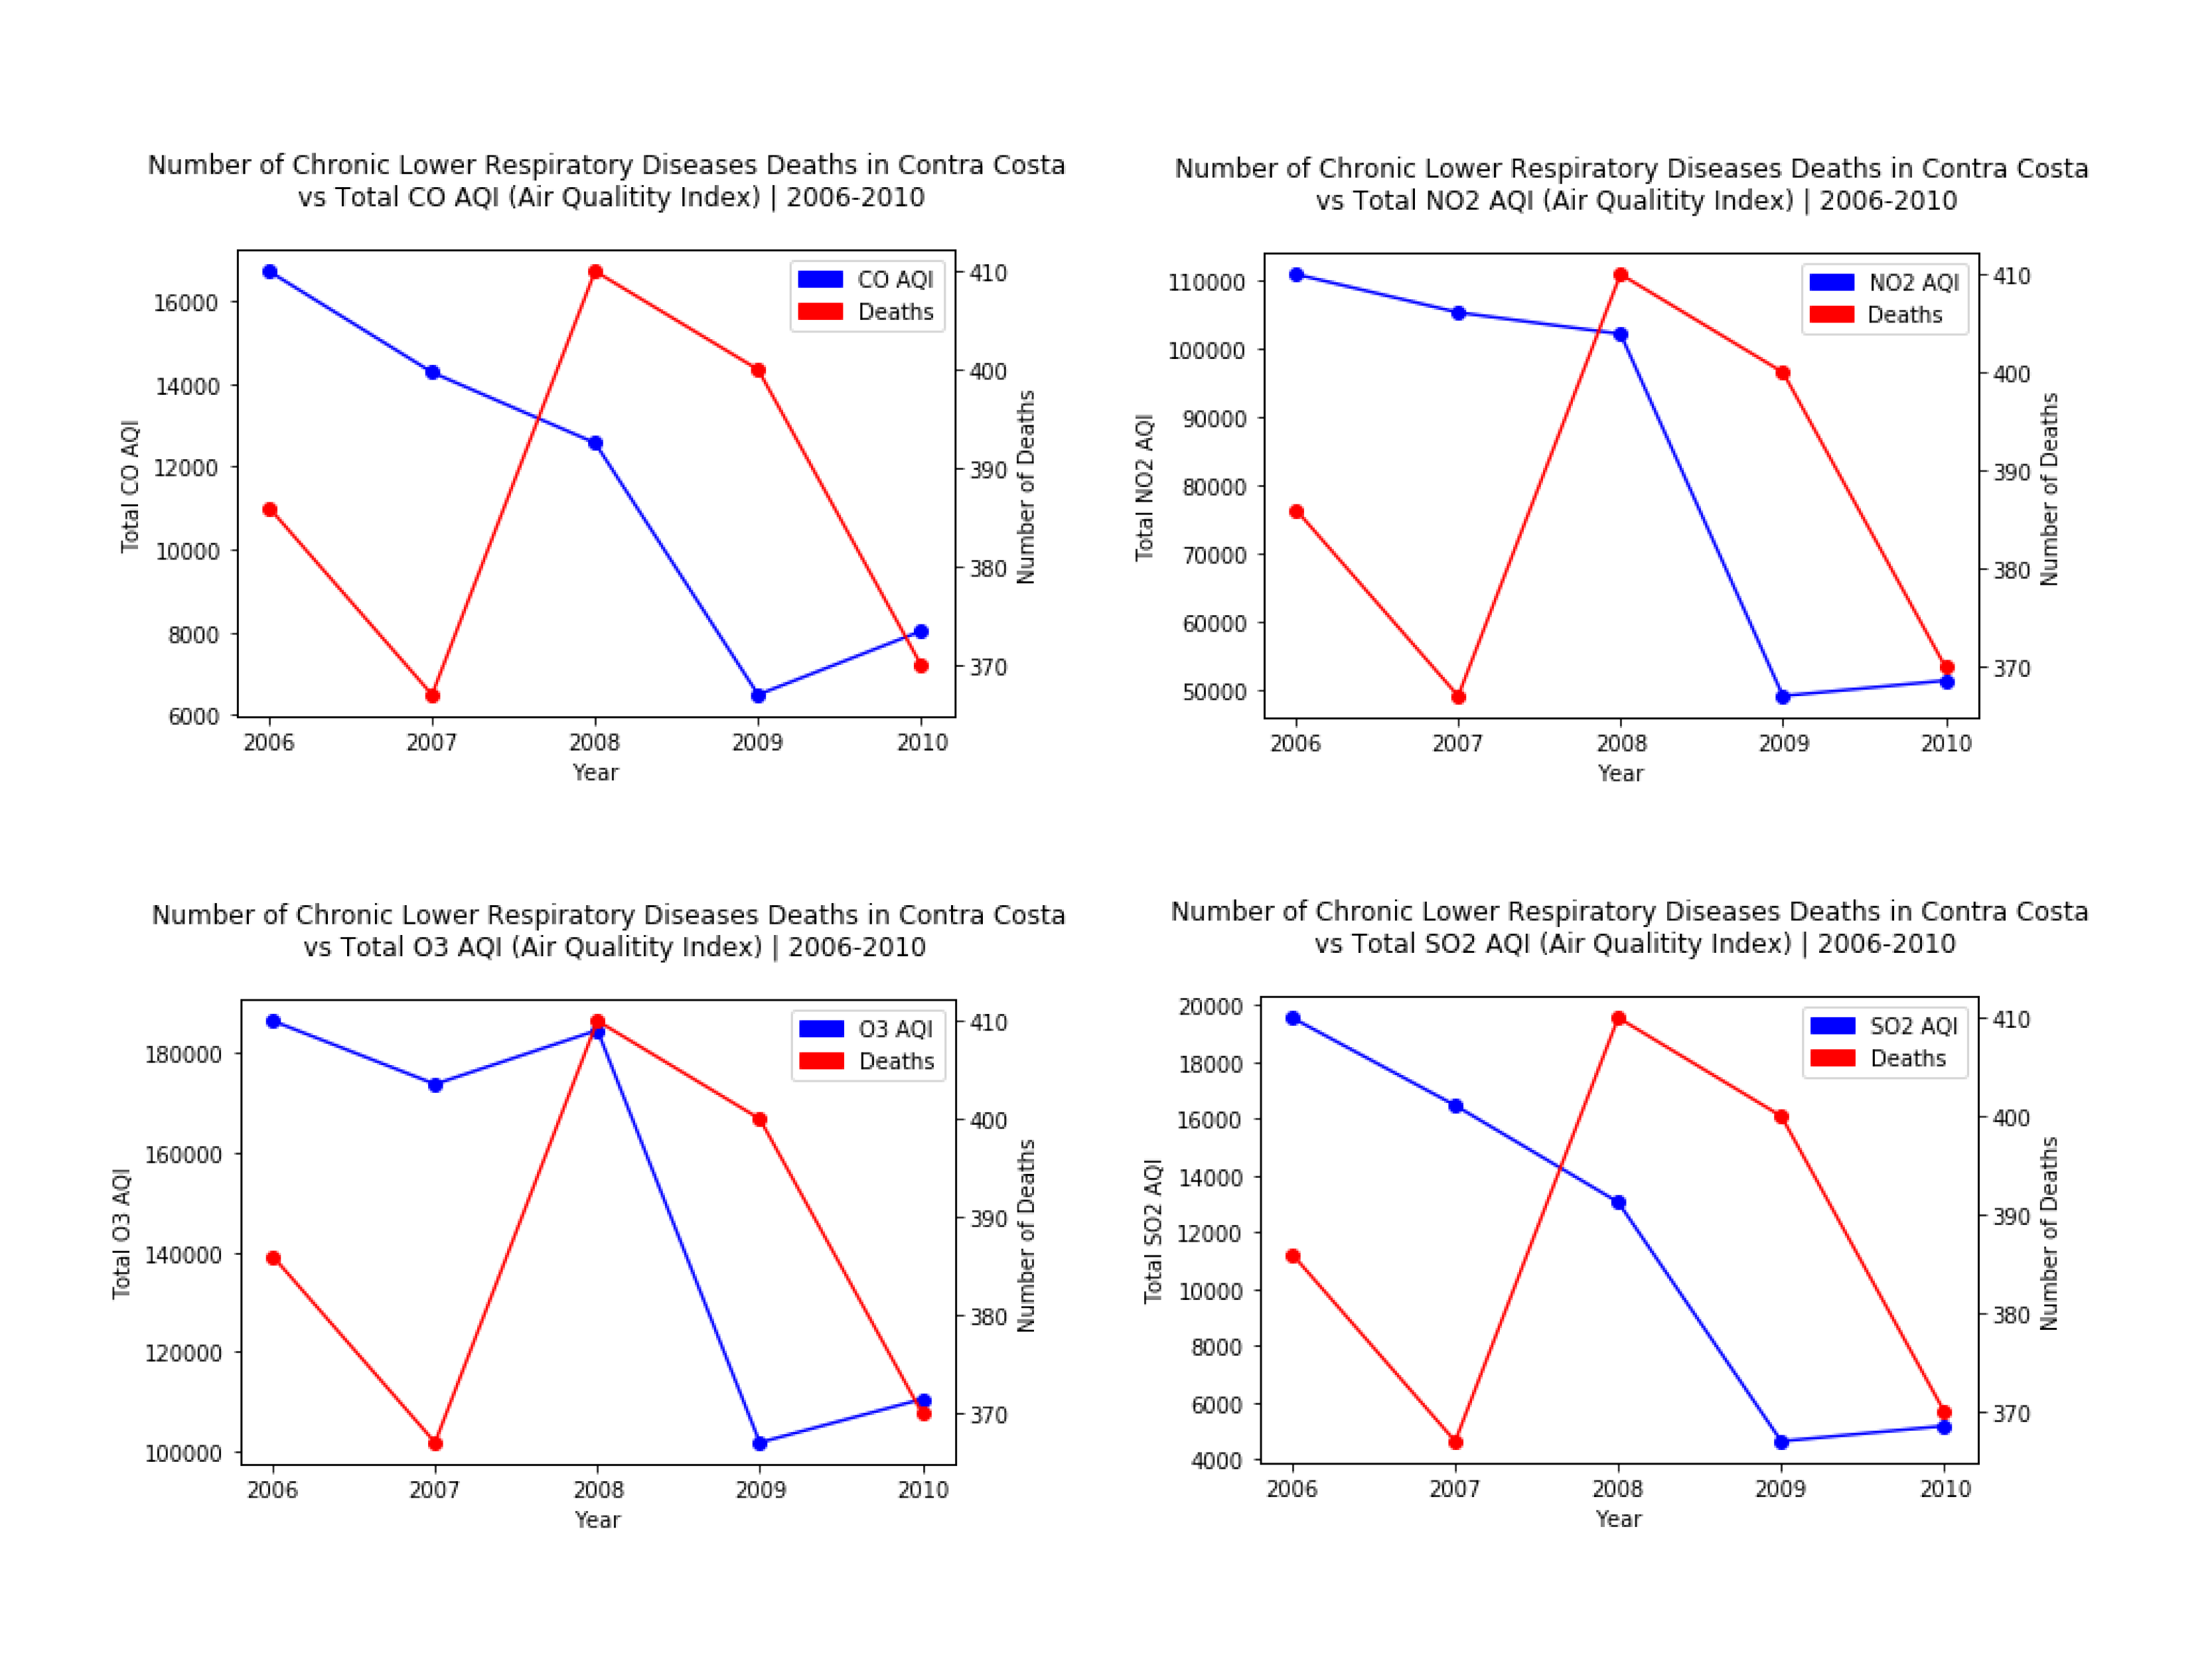 Number of Chronic Lower Respiratory Diseases Deaths in Contra Costa
vs Total CO AQI (Air Qualitity Index) | 2006-2010
CO AQI
Deaths
Total CO AQI
16000
14000
12000
10000
8000
6000
410
400
390
380
370
Number of Deaths
2006 2007 2008 2009 2010
Year
Number of Chronic Lower Respiratory Diseases Deaths in Contra Costa
vs Total NO2 AQI (Air Qualitity Index) | 2006-2010
NO2 AQI
Deaths
Total NO2 AQI
110000
100000
90000
80000
70000
60000
50000
410
400
390
380
370
Number of Deaths
2006 2007 2008 2009 2010
Year
Number of Chronic Lower Respiratory Diseases Deaths in Contra Costa
vs Total O3 AQI (Air Qualitity Index) | 2006-2010
O3 AQI
Deaths
Total O3 AQI
180000
160000
140000
120000
100000
410
400
390
380
370
Number of Deaths
2006 2007 2008 2009 2010
Year
Number of Chronic Lower Respiratory Diseases Deaths in Contra Costa
vs Total SO2 AQI (Air Qualitity Index) | 2006-2010
SO2 AQI
Deaths
Total SO2 AQI
20000
18000
16000
14000
12000
10000
8000
6000
4000
410
400
390
380
370
Number of Deaths
2006 2007 2008 2009 2010
Year